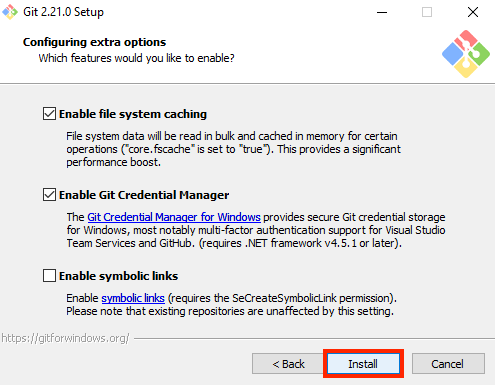 Git 2.21.0 Setup
Configuring extra options
Which features would you like to enable?
Enable file system caching
File system data will be read in bulk and cached in memory for certain
operations ("core.fscache" is set to "true"). This provides a significant
performance boost.
Enable Git Credential Manager
The Git Credential Manager for Windows provides secure Git credential storage
for Windows, most notably multi-factor authentication support for Visual Studio
Team Services and GitHub. (requires .NET framework v4.5.1 or later).
Enable symbolic links
Enable symbolic links (requires the SeCreateSymbolicLink permission).
Please note that existing repositories are unaffected by this setting.
https://gitforwindows.org/
< Back Install Cancel